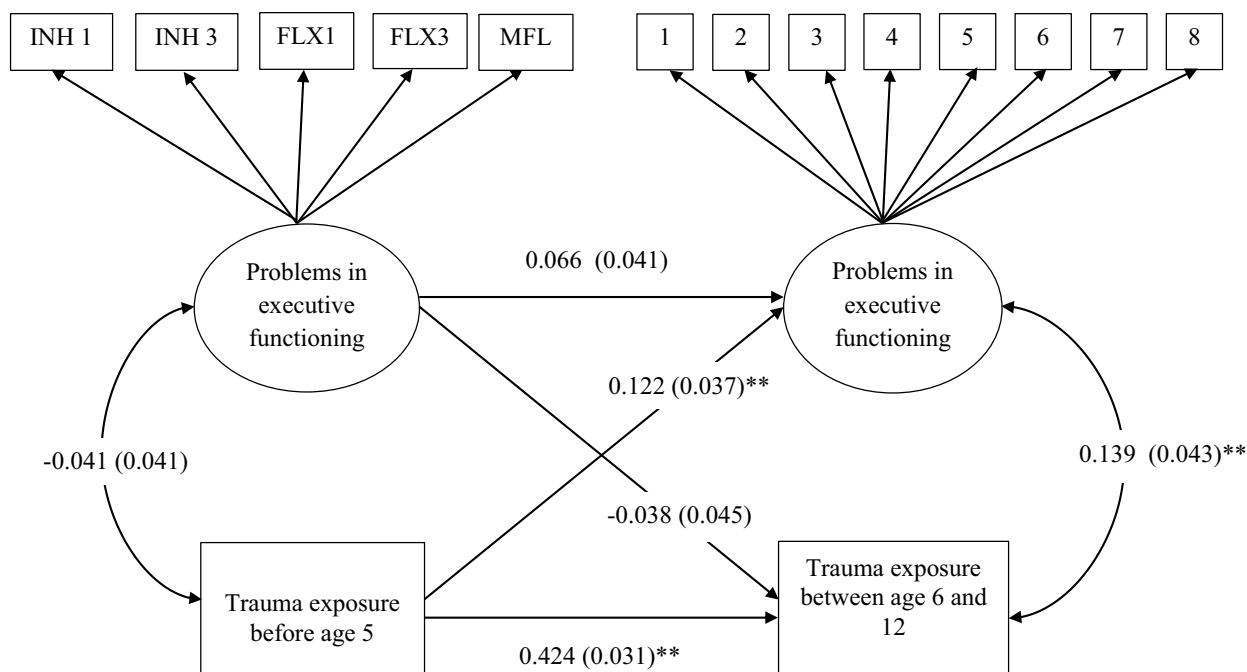 INH 1 INH 3 FLX1 FLX3 MFL 1 2 3 4 5 6 7 8
Problems in
executive
functioning
0.066 (0.041)
Problems in
executive
functioning
0.122 (0.037)**
-0.041 (0.041)
0.139 (0.043)**
-0.038 (0.045)
Trauma exposure
before age 5
Trauma exposure
between age 6 and
12
0.424 (0.031)**